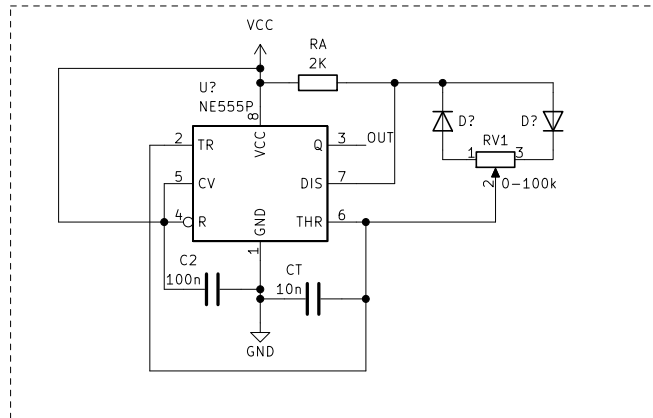 VCC
RA
2K
U?
NE555P
8
VCC
2 TR
Q 3 OUT
5 CV
DIS 7
4 R
THR 6
GND
1
D?
D?
RV1
1 3
2 0-100k
C2
100n
CT
10n
GND